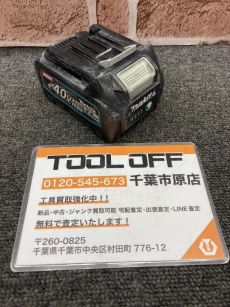 40V
makita
TOOL OFF
0120-545-673 千葉市原店
工具買取強化中！！
新品・中古・ジャンク買取可能 宅配査定・出張査定・LINE査定
無料で査定いたします！
〒260-0825
千葉県千葉市中央区村田町 776-12